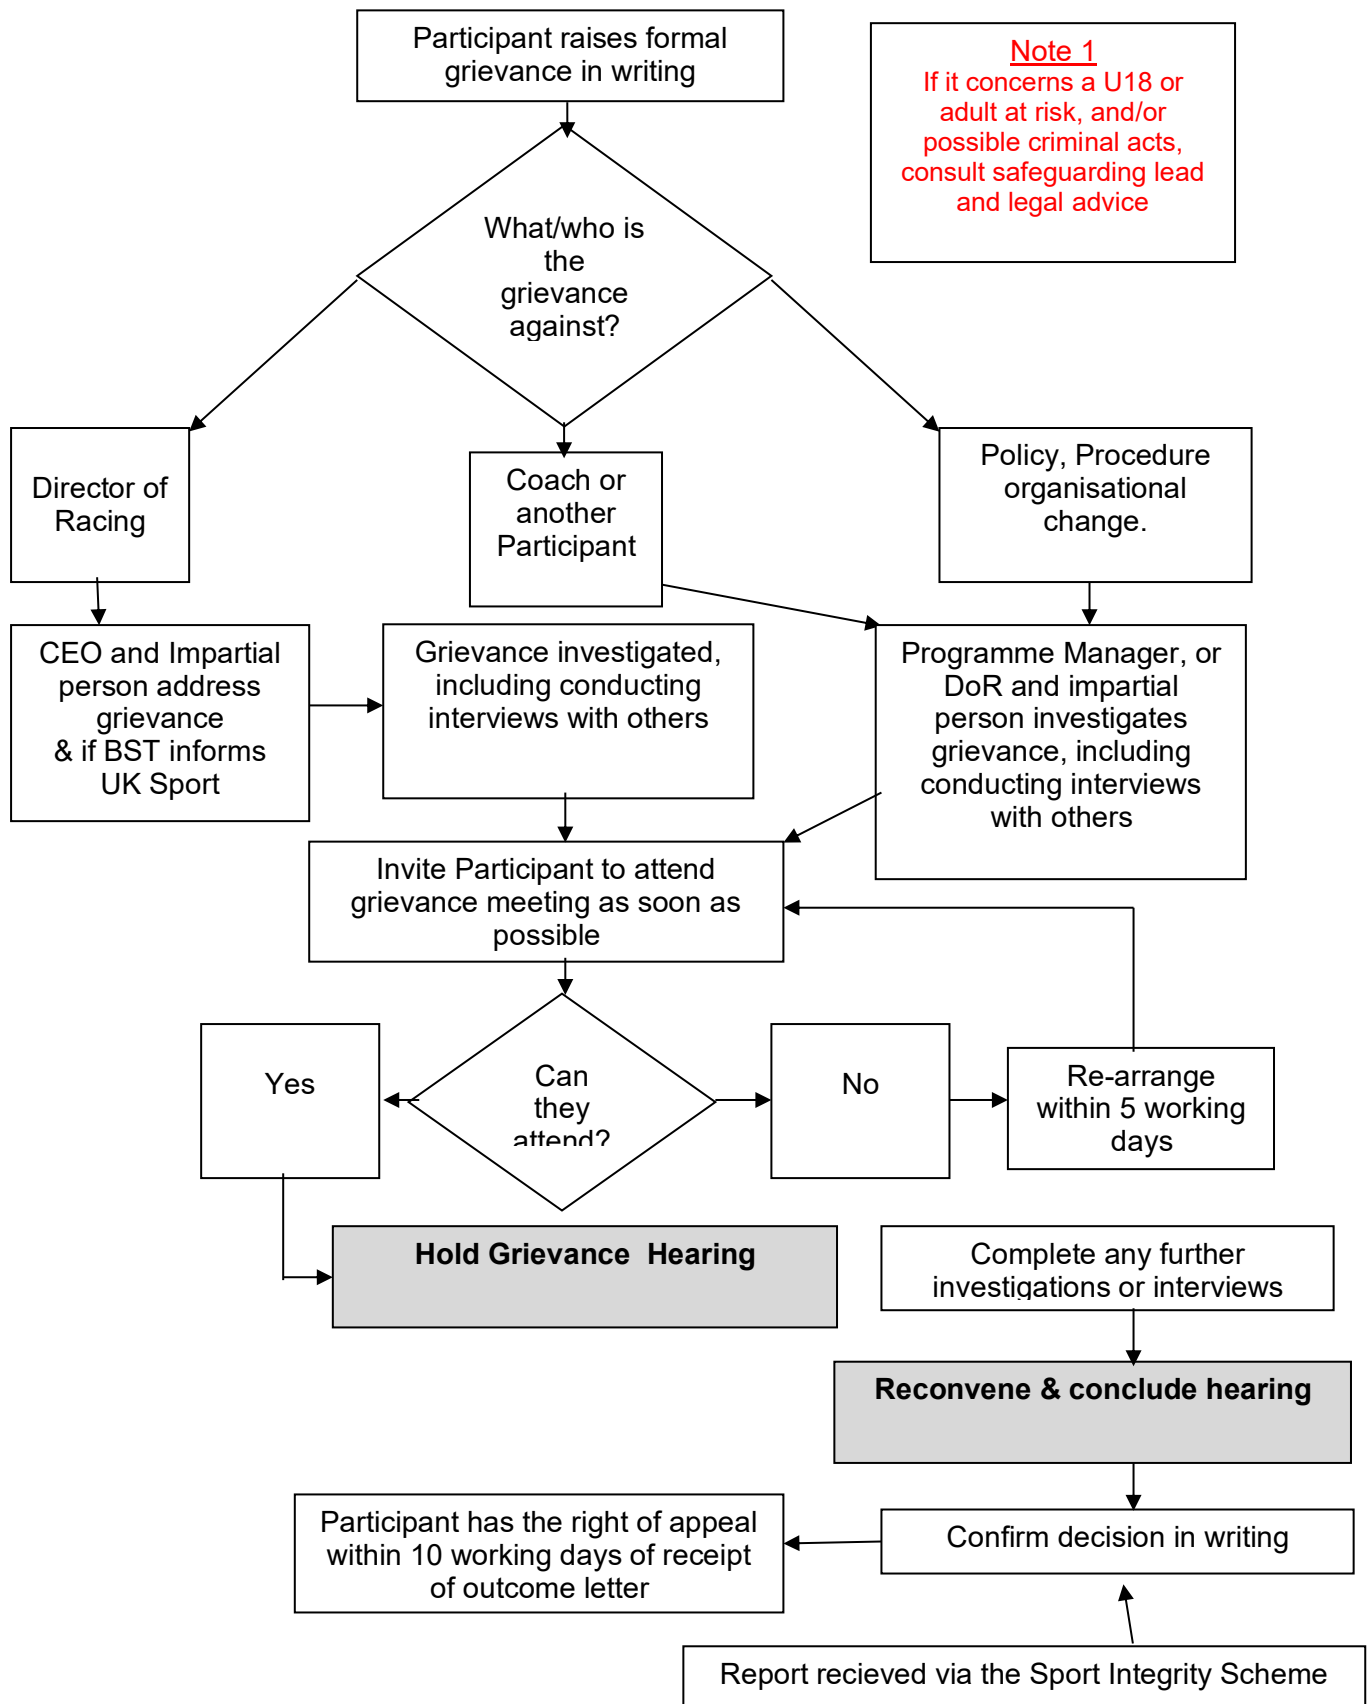 Participant raises formal
grievance in writing
Note 1
If it concerns a U18 or
adult at risk, and/or
possible criminal acts,
consult safeguarding lead
and legal advice
What/who is
the
grievance
against?
Director of
Racing
Coach or
another
Participant
Policy, Procedure
organisational
change.
CEO and Impartial
person address
grievance
& if BST informs
UK Sport
Grievance investigated,
including conducting
interviews with others
Programme Manager, or
DoR and impartial
person investigates
grievance, including
conducting interviews
with others
Invite Participant to attend
grievance meeting as soon as
possible
Yes
Can
they
attend?
No
Re-arrange
within 5 working
days
Hold Grievance  Hearing
Complete any further
investigations or interviews
Reconvene & conclude hearing
Participant has the right of appeal
within 10 working days of receipt
of outcome letter
Confirm decision in writing
Report recieved via the Sport Integrity Scheme